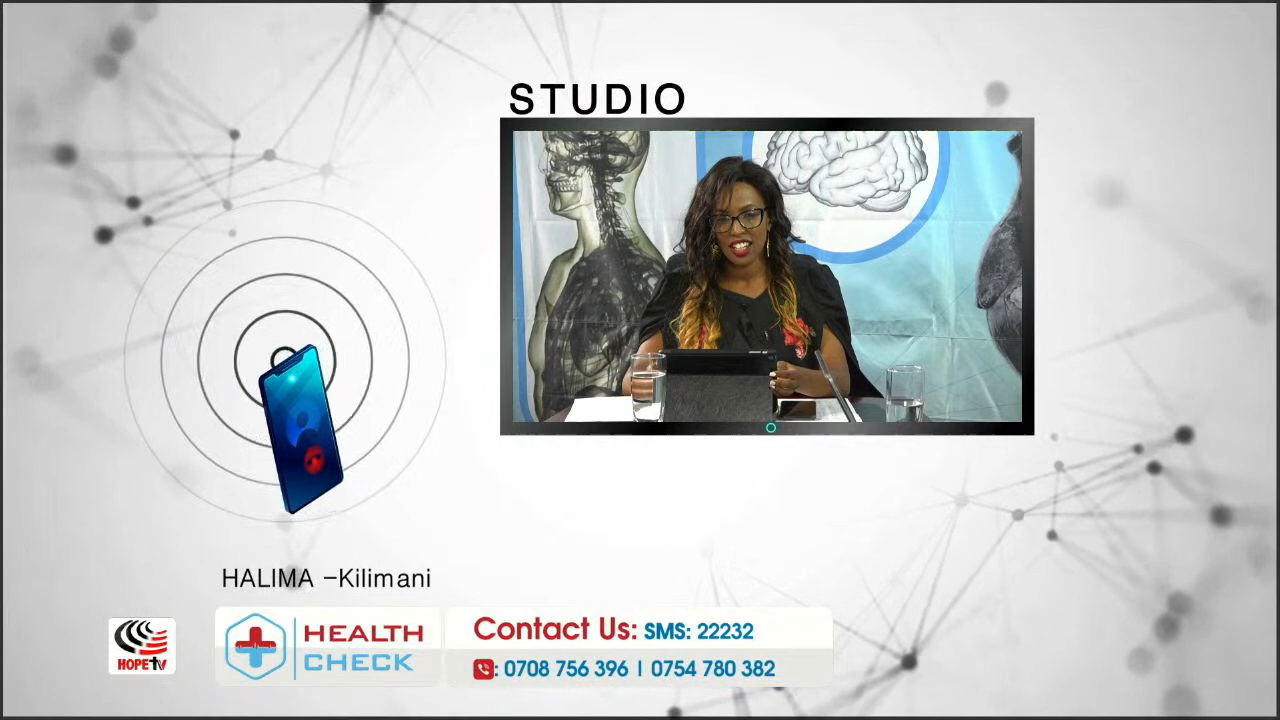 STUDIO
HALIMA -Kilimani
HOPE TV
HEALTH
CHECK
Contact Us: SMS: 22232
: 0708 756 396 | 0754 780 382